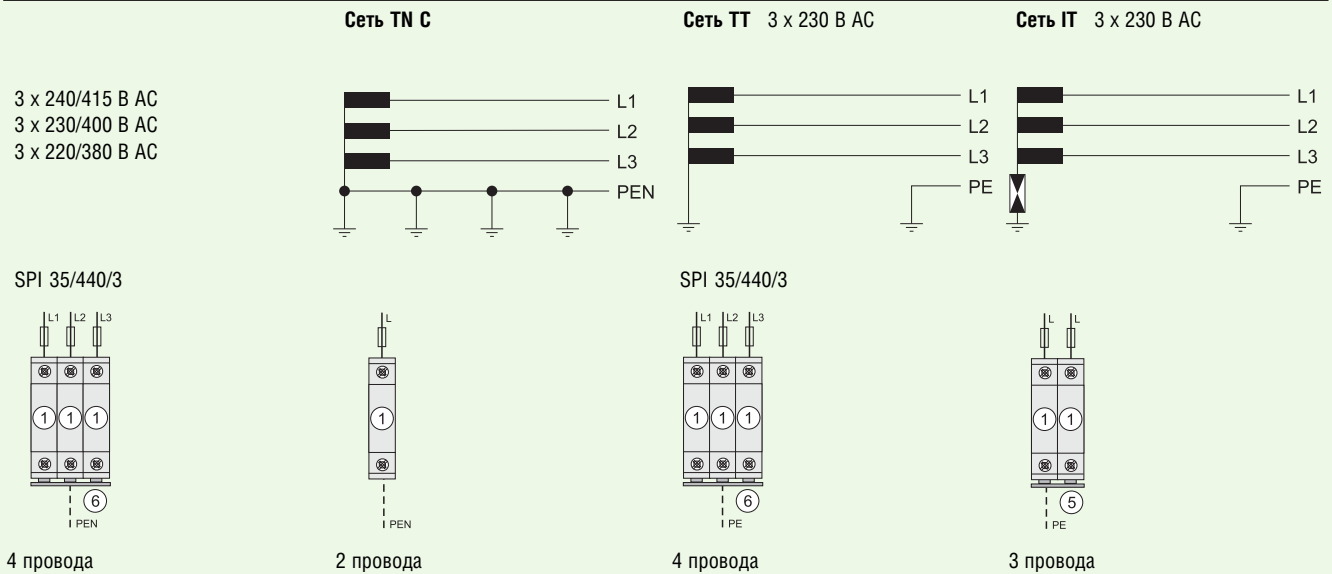 Сеть TN C
Сеть TT 3 x 230 В AC
Сеть IT 3 x 230 В AC
3 x 240/415 В AC
3 x 230/400 В AC
3 x 220/380 В AC
L1
L2
L3
PEN
L1
L2
L3
PE
L1
L2
L3
PE
SPI 35/440/3
SPI 35/440/3
L1 L2 L3
L
L1 L2 L3
L L
1 1 1
1
1 1 1
1 1
6
6
5
PEN
PEN
PE
PE
4 провода
2 провода
4 провода
3 провода